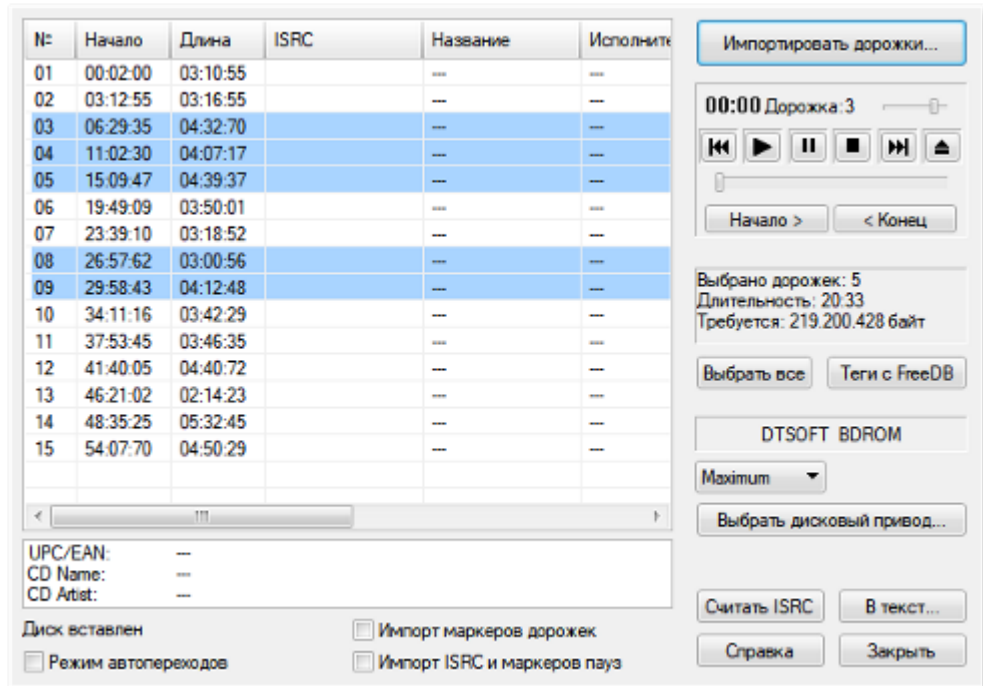 № Начало Длина ISRC Название Исполните
01 00:02:00 03:10:55 --- ---
02 03:12:55 03:16:55 --- ---
03 06:29:35 04:32:70 --- ---
04 11:02:30 04:07:17 --- ---
05 15:09:47 04:39:37 --- ---
06 19:49:09 03:50:01 --- ---
07 23:39:10 03:18:52 --- ---
08 26:57:62 03:00:56 --- ---
09 29:58:43 04:12:48 --- ---
10 34:11:16 03:42:29 --- ---
11 37:53:45 03:46:35 --- ---
12 41:40:05 04:40:72 --- ---
13 46:21:02 02:14:23 --- ---
14 48:35:25 05:32:45 --- ---
15 54:07:70 04:50:29 --- ---
UPC/EAN: ---
CD Name: ---
CD Artist: ---
Диск вставлен
Импорт маркеров дорожек
Режим автопереходов
Импорт ISRC и маркеров пауз
Импортировать дорожки...
00:00 Дорожка: 3
Начало > < Конец
Выбрано дорожек: 5
Длительность: 20:33
Требуется: 219.200.428 байт
Выбрать все Теги с FreeDB
DTSOFT BDROM
Maximum
Выбрать дисковый привод...
Считать ISRC В текст...
Справка Закрыть